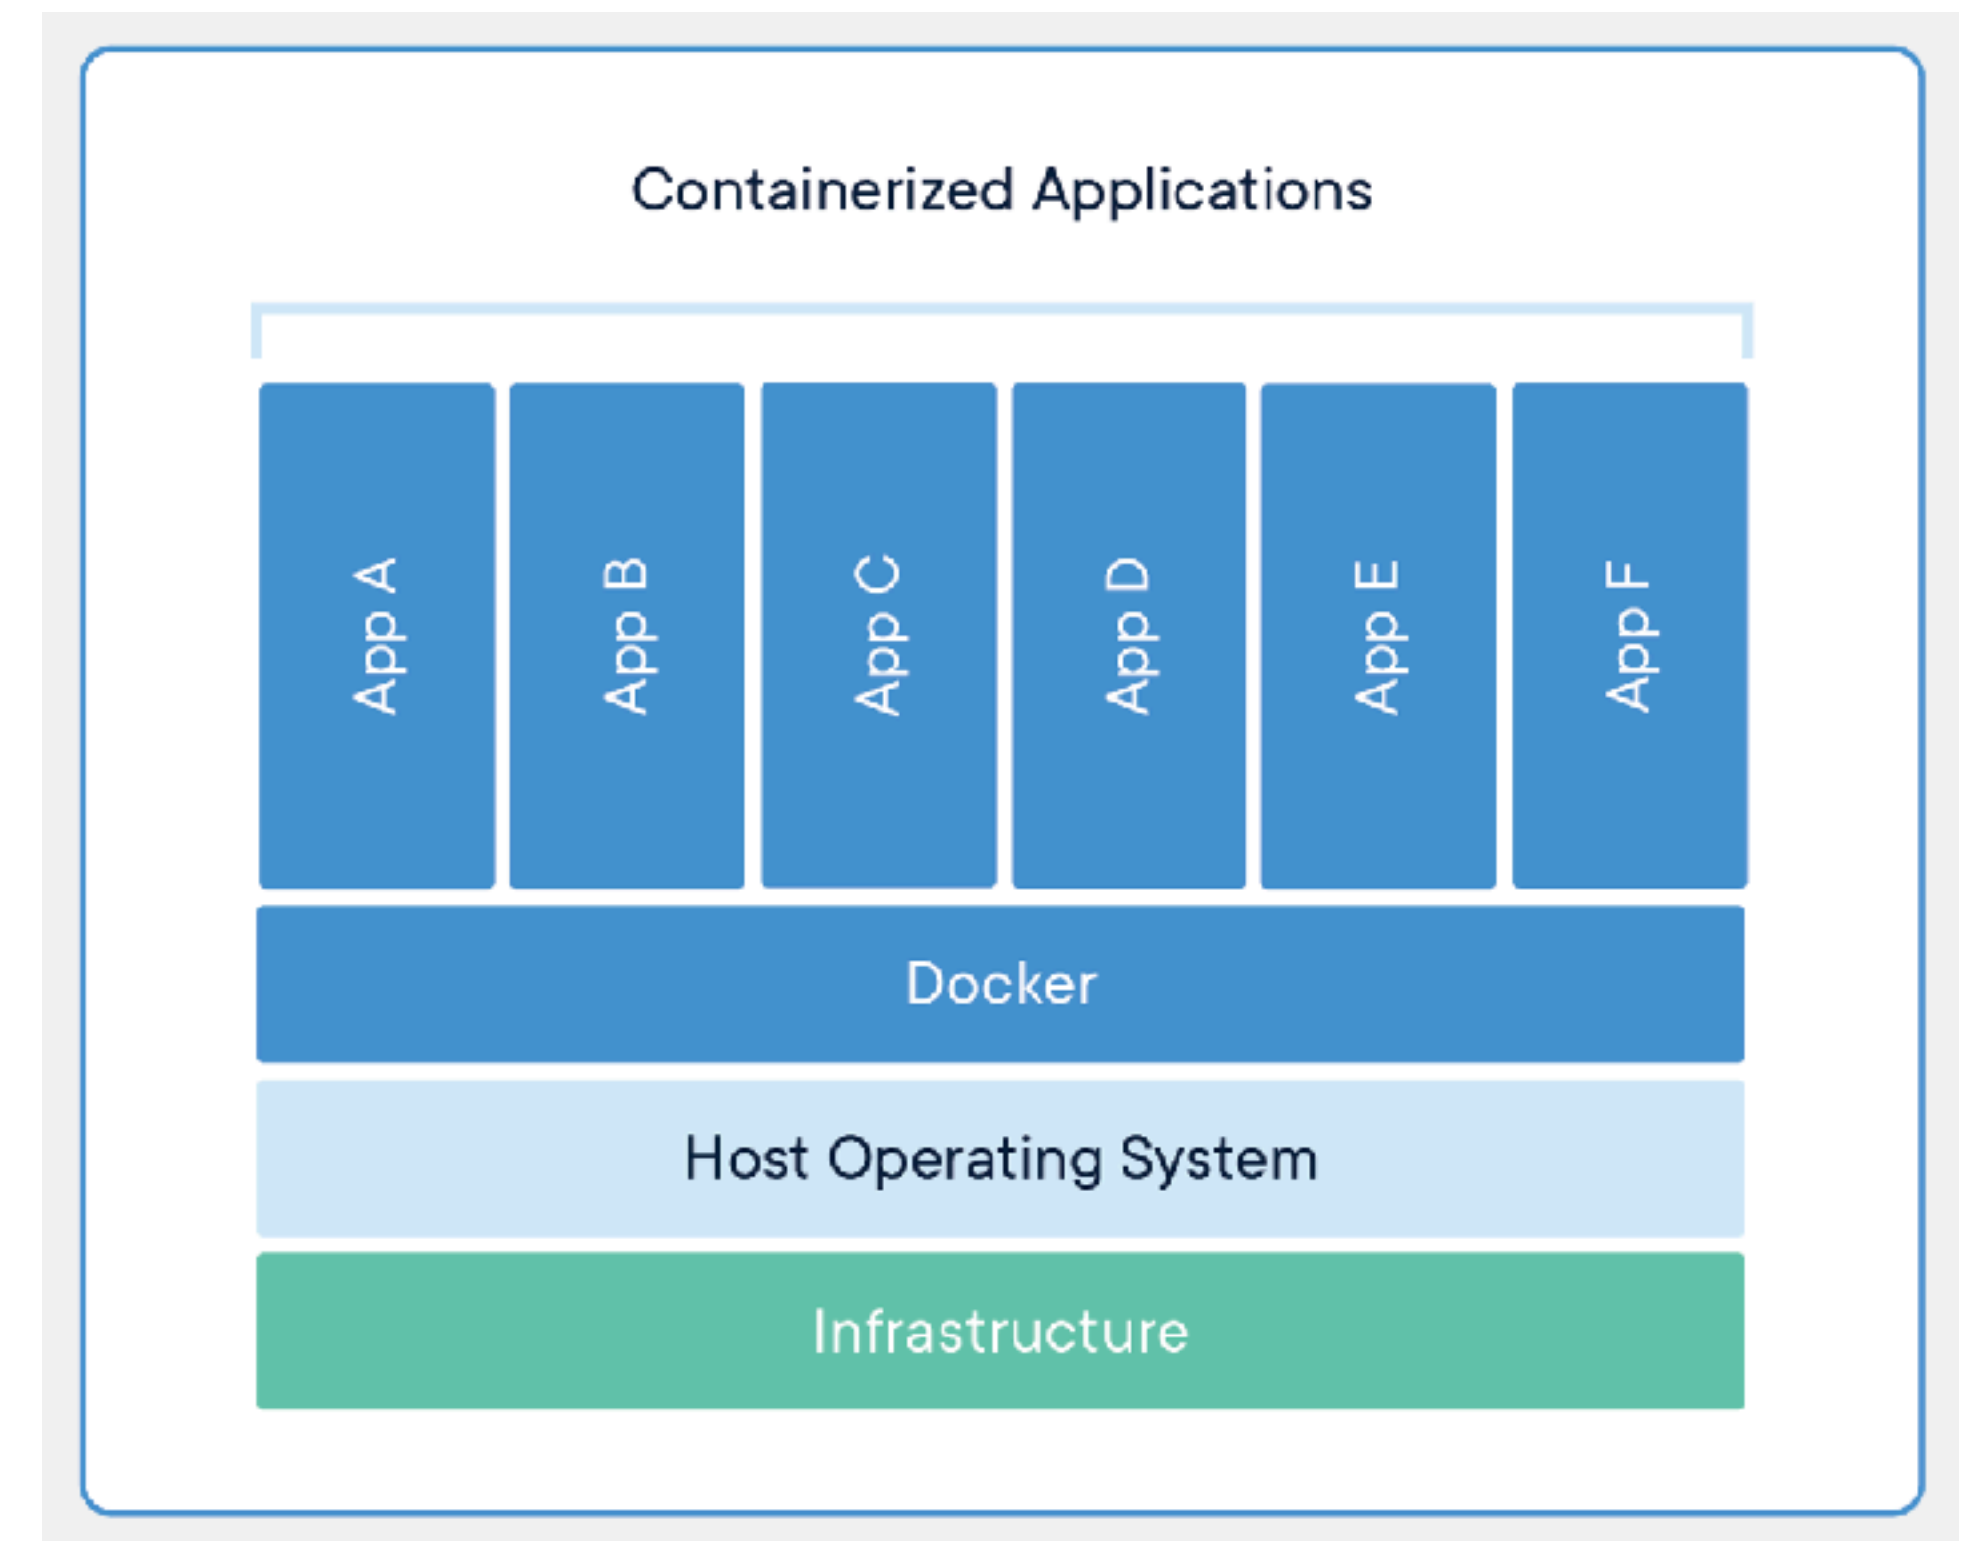 Containerized Applications
App A
App B
App C
App D
App E
App F
Docker
Host Operating System
Infrastructure